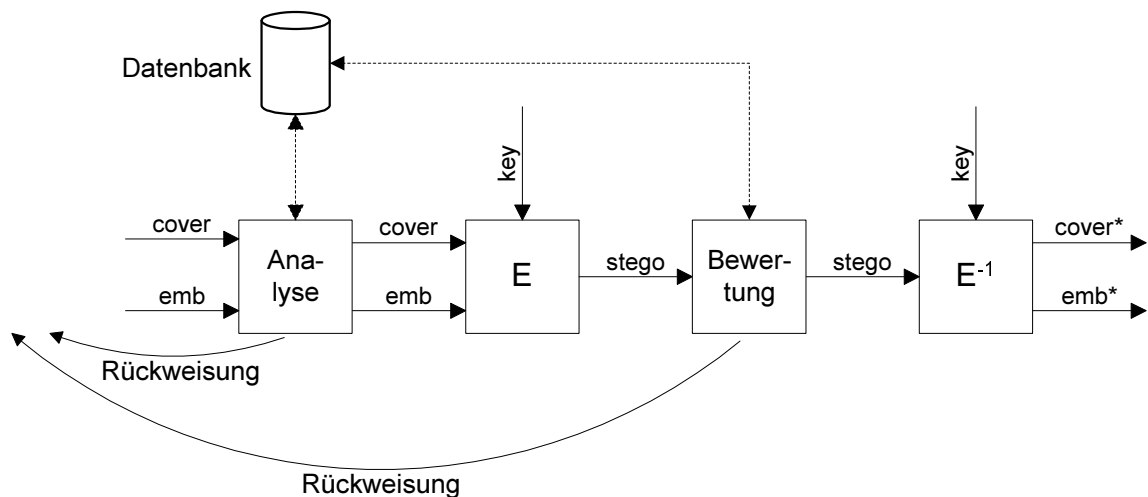 Datenbank
key
key
cover
emb
Ana-
lyse
cover
emb
E
stego
Bewer-
tung
stego
E-1
cover*
emb*
Rückweisung
Rückweisung